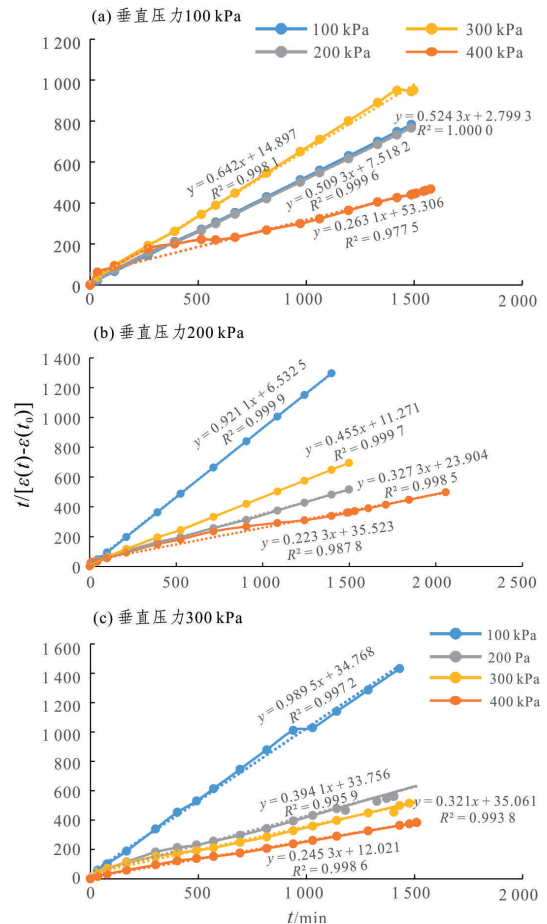 (a) 垂直压力100 kPa
100 kPa
300 kPa
200 kPa
400 kPa
1 200
1 000
800
600
400
200
0
y = 0.642x + 14.897
R² = 0.998 1
y = 0.524 3x + 2.799 3
R² = 1.000 0
y = 0.509 3x + 7.518 2
R² = 0.999 6
y = 0.263 1x + 53.306
R² = 0.977 5
0
500
1 000
1 500
2 000
(b) 垂直压力200 kPa
t/[ε(t)-ε(t₀)]
1 400
1 200
1 000
800
600
400
200
0
y = 0.921 1x + 6.532 5
R² = 0.999 9
y = 0.455x + 11.271
R² = 0.999 7
y = 0.327 3x + 23.904
R² = 0.998 5
y = 0.223 3x + 35.523
R² = 0.987 8
0
500
1 000
1 500
2 000
2 500
(c) 垂直压力300 kPa
100 kPa
200 Pa
300 kPa
400 kPa
1 600
1 400
1 200
1 000
800
600
400
200
0
y = 0.989 5x + 34.768
R² = 0.997 2
y = 0.394 1x + 33.756
R² = 0.995 9
y = 0.321x + 35.061
R² = 0.993 8
y = 0.245 3x + 12.021
R² = 0.998 6
0
500
1 000
1 500
2 000
t/min